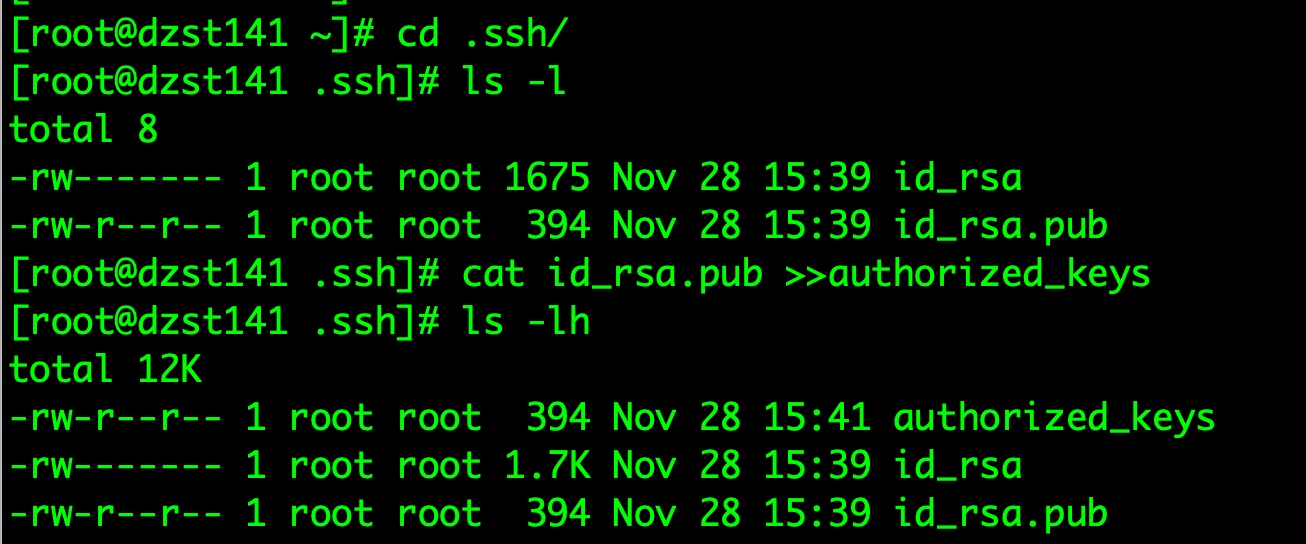 [root@dzst141 ~]# cd .ssh/
[root@dzst141 .ssh]# ls -l
total 8
-rw------- 1 root root 1675 Nov 28 15:39 id_rsa
-rw-r--r-- 1 root root  394 Nov 28 15:39 id_rsa.pub
[root@dzst141 .ssh]# cat id_rsa.pub >>authorized_keys
[root@dzst141 .ssh]# ls -lh
total 12K
-rw-r--r-- 1 root root  394 Nov 28 15:41 authorized_keys
-rw------- 1 root root 1.7K Nov 28 15:39 id_rsa
-rw-r--r-- 1 root root  394 Nov 28 15:39 id_rsa.pub